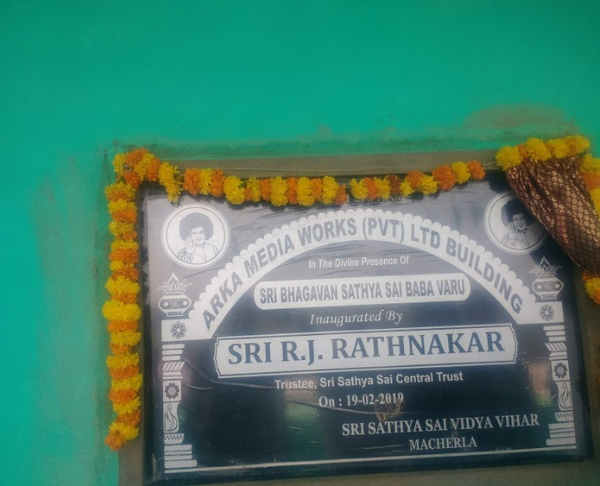 ARKA MEDIA WORKS (PVT) LTD BUILDING
In The Divine Presence Of
SRI BHAGAVAN SATHYA SAI BABA VARU
Inaugurated By
SRI R.J. RATHNAKAR
Trustee, Sri Sathya Sai Central Trust
On : 19-02-2019
SRI SATHYA SAI VIDYA VIHAR
MACHERLA